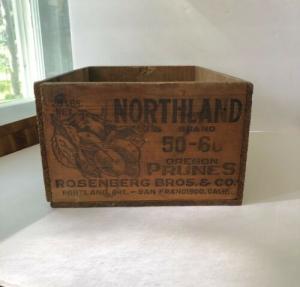 NORTHLAND
BRAND
50-60
OREGON
PRUNES
ROSENBERG BROS. & CO.
PORTLAND, ORE. — SAN FRANCISCO, CALIF.